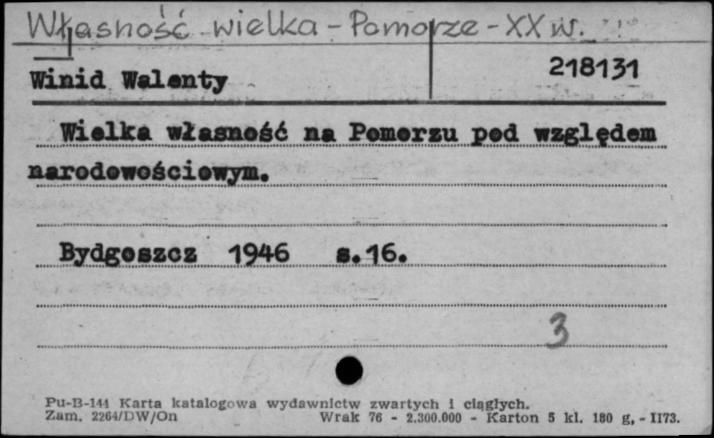 Własność wielka - Pomorze - XX w.
Winid Walenty 218131
Wielka własność na Pomorzu pod względem
narodowościowym.
Bydgoszcz 1946 s.16.
3
Pu-B-144 Karta katalogowa wydawnictw zwartych i ciągłych.
Zam. 2264/DW/On Wrak 76 - 2.300.000 - Karton 5 kl. 180 g. - II73.